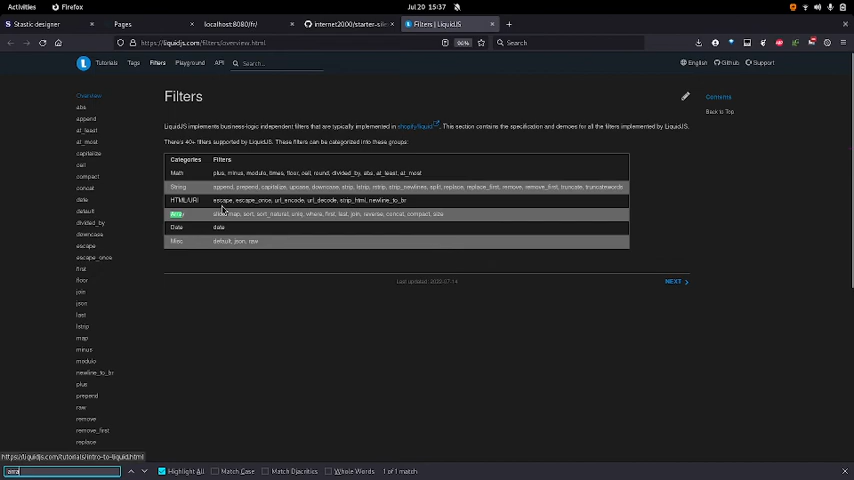 Activities Firefox Jul 20 15:37
Stastic designer Pages localhost:8080/fr/ internet2000/starter-sile Filters | LiquidJS
https://liquidjs.com/filters/overview.html 90% Search
Tutorials Tags Filters Playground API Search... English Github Support
Overview
abs
append
at_least
at_most
capitalize
ceil
compact
concat
date
default
divided_by
downcase
escape
escape_once
first
floor
join
json
last
lstrip
map
minus
modulo
newline_to_br
plus
prepend
raw
remove
remove_first
replace
Filters
LiquidJS implements business-logic independent filters that are typically implemented in shopify/liquid. This section contains the specification and demoes for all the filters implemented by LiquidJS.
There's 40+ filters supported by LiquidJS. These filters can be categorized into these groups:
Categories Filters
Math plus, minus, modulo, times, floor, ceil, round, divided_by, abs, at_least, at_most
String append, prepend, capitalize, upcase, downcase, strip, lstrip, rstrip, strip_newlines, split, replace, replace_first, remove, remove_first, truncate, truncatewords
HTML/URI escape, escape_once, url_encode, url_decode, strip_html, newline_to_br
Array slice, map, sort, sort_natural, uniq, where, first, last, join, reverse, concat, compact, size
Date date
Misc default, json, raw
Last updated: 2022-07-14 NEXT
Contents
Back to Top
https://liquidjs.com/tutorials/intro-to-liquid.html
arra Highlight All Match Case Match Diacritics Whole Words 1 of 1 match